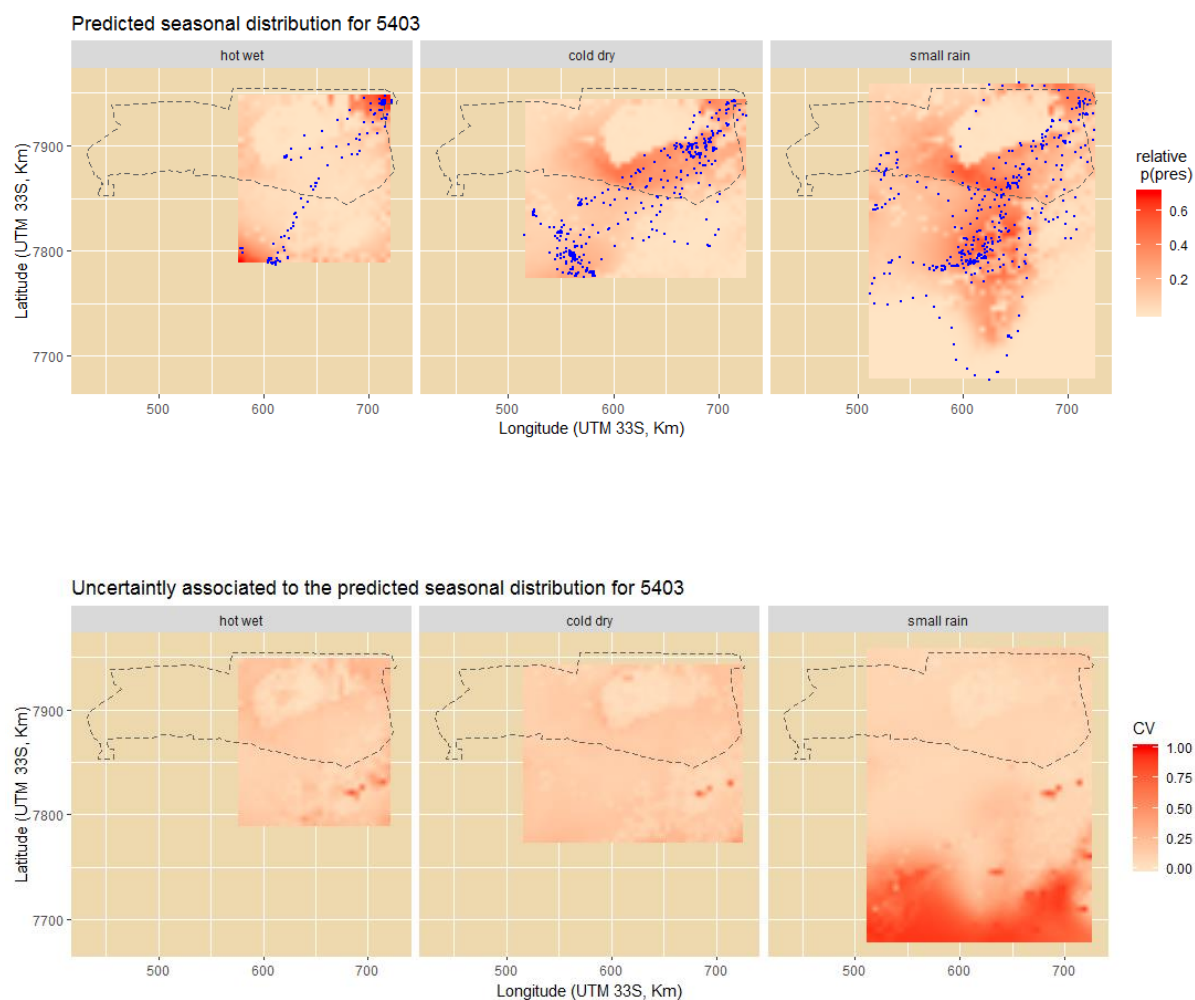 Predicted seasonal distribution for 5403
hot wet
cold dry
small rain
7900
7800
7700
Latitude (UTM 33S, Km)
500 600 700
500 600 700
500 600 700
Longitude (UTM 33S, Km)
relative
p(pres)
0.6
0.4
0.2
Uncertaintly associated to the predicted seasonal distribution for 5403
hot wet
cold dry
small rain
7900
7800
7700
Latitude (UTM 33S, Km)
500 600 700
500 600 700
500 600 700
Longitude (UTM 33S, Km)
CV
1.00
0.75
0.50
0.25
0.00